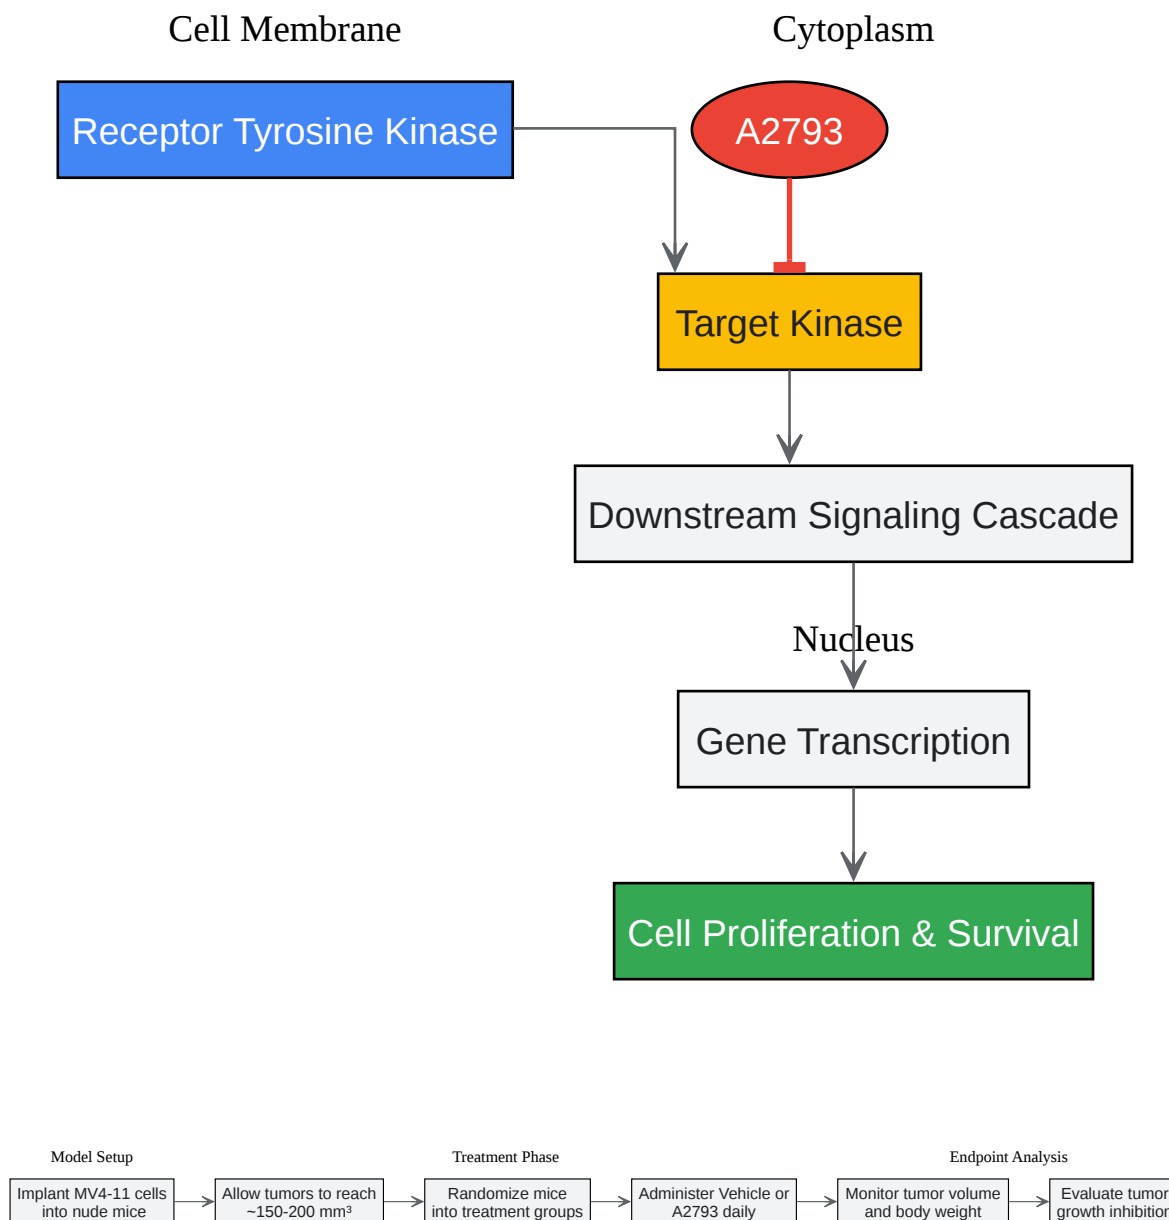 Cell Membrane
Cytoplasm
Receptor Tyrosine Kinase
A2793
Target Kinase
Downstream Signaling Cascade
Nucleus
Gene Transcription
Cell Proliferation & Survival
Model Setup
Treatment Phase
Endpoint Analysis
Implant MV4-11 cells
into nude mice
Allow tumors to reach
~150-200 mm³
Randomize mice
into treatment groups
Administer Vehicle or
A2793 daily
Monitor tumor volume
and body weight
Evaluate tumor
growth inhibition